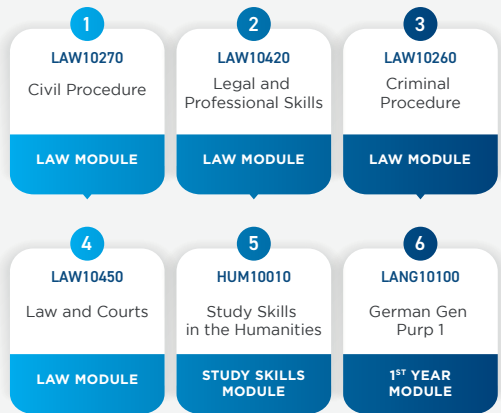 1
LAW10270
Civil Procedure
LAW MODULE
2
LAW10420
Legal and
Professional Skills
LAW MODULE
3
LAW10260
Criminal
Procedure
LAW MODULE
4
LAW10450
Law and Courts
LAW MODULE
5
HUM10010
Study Skills
in the Humanities
STUDY SKILLS
MODULE
6
LANG10100
German Gen
Purp 1
1ST YEAR
MODULE